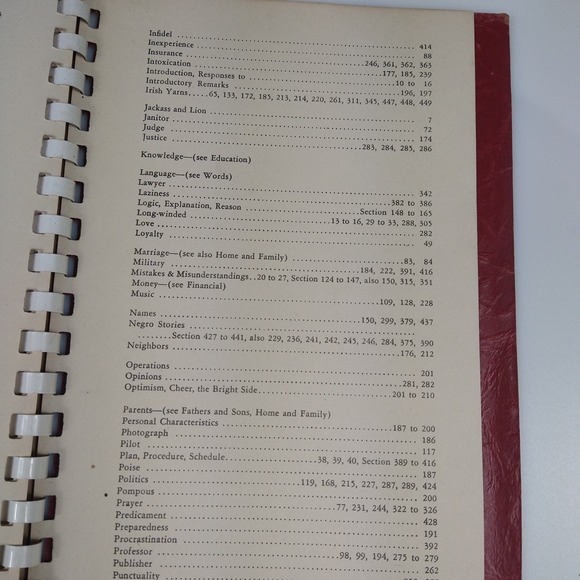 Infidel ........ 414
Inexperience ........ 88
Insurance ........ 246, 361, 362, 363
Intoxication ........ 177, 185, 239
Introduction, Responses to ........ 10 to 16
Introductory Remarks ........ 196, 197
Irish Yarns.....65, 133, 172, 185, 213, 214, 220, 261, 311, 345, 447, 448, 449
Jackass and Lion ........ 7
Janitor ........ 72
Judge ........ 174
Justice ........ 283, 284, 285, 286
Knowledge—(see Education)
Language—(see Words)
Lawyer ........ 342
Laziness ........ 382 to 386
Logic, Explanation, Reason ........ Section 148 to 165
Long-winded ........ 13 to 16, 29 to 33, 288, 305
Love ........ 282
Loyalty ........ 49
Marriage—(see also Home and Family) ........ 83, 84
Military ........ 184, 222, 391, 416
Mistakes & Misunderstandings..20 to 27, Section 124 to 147, also 150, 315, 351
Money—(see Financial)
Music ........ 109, 128, 228
Names ........ 150, 299, 379, 437
Negro Stories ........
........Section 427 to 441, also 229, 236, 241, 242, 245, 246, 284, 375, 390
Neighbors ........ 176, 212
Operations ........ 201
Opinions ........ 281, 282
Optimism, Cheer, the Bright Side ........ 201 to 210
Parents—(see Fathers and Sons, Home and Family)
Personal Characteristics ........ 187 to 200
Photograph ........ 186
Pilot ........ 117
Plan, Procedure, Schedule ........ 38, 39, 40, Section 389 to 416
Poise ........ 187
Politics ........ 119, 168, 215, 227, 287, 289, 424
Pompous ........ 200
Prayer ........ 77, 231, 244, 322 to 326
Predicament ........ 428
Preparedness ........ 191
Procrastination ........ 392
Professor ........ 98, 99, 194, 275 to 279
Publisher ........ 262
Punctuality ........